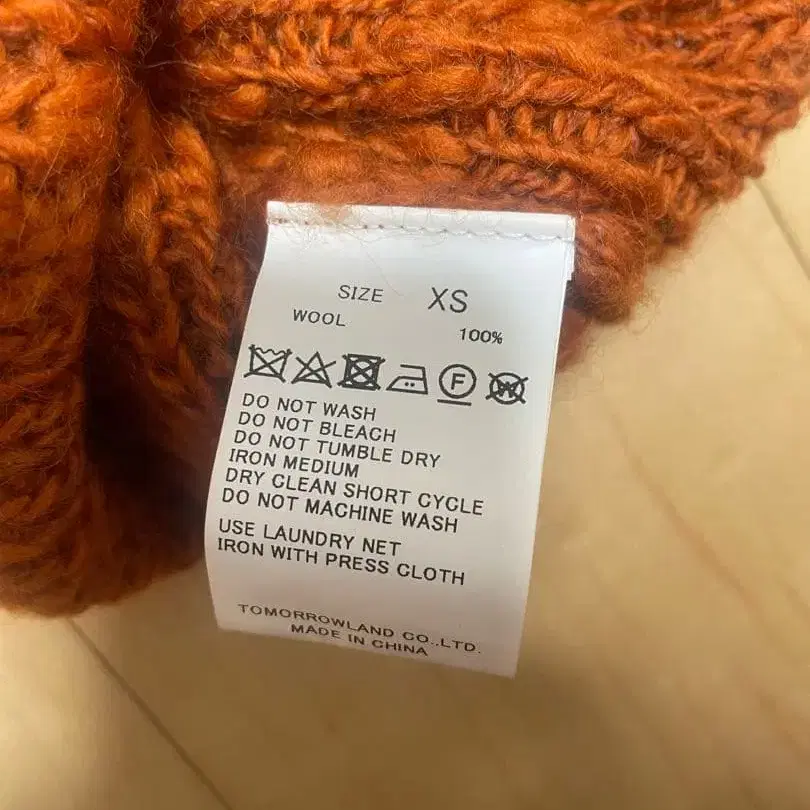 SIZE XS
WOOL 100%
F W
DO NOT WASH
DO NOT BLEACH
DO NOT TUMBLE DRY
IRON MEDIUM
DRY CLEAN SHORT CYCLE
DO NOT MACHINE WASH
USE LAUNDRY NET
IRON WITH PRESS CLOTH
TOMORROWLAND CO.,LTD.
MADE IN CHINA